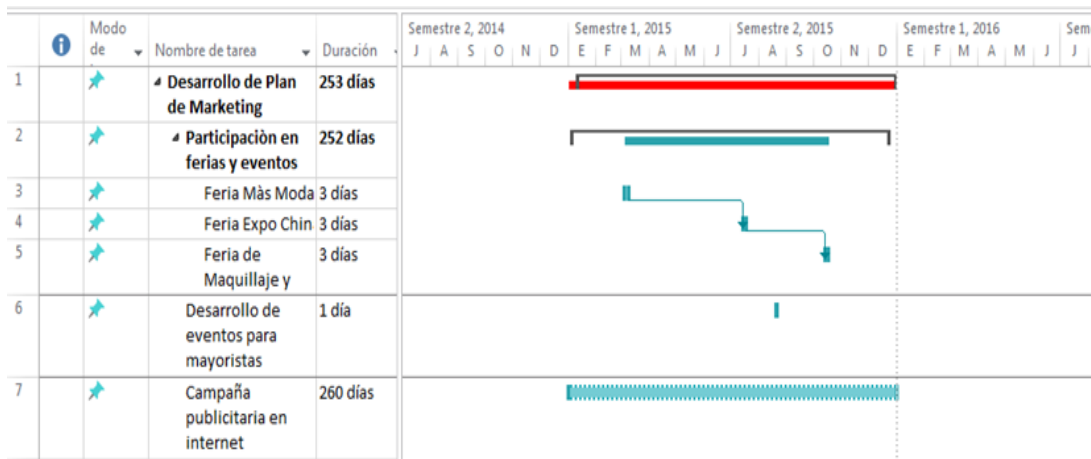 Modo
de Nombre de tarea Duración
Semestre 2, 2014 Semestre 1, 2015 Semestre 2, 2015 Semestre 1, 2016 Sem
J A S O N D E F M A M J J A S O N D E F M A M J J
1 Desarrollo de Plan 253 días
de Marketing
2 Participaciòn en 252 días
ferias y eventos
3 Feria Màs Moda 3 días
4 Feria Expo Chin 3 días
5 Feria de 3 días
Maquillaje y
6 Desarrollo de 1 día
eventos para
mayoristas
7 Campaña 260 días
publicitaria en
internet